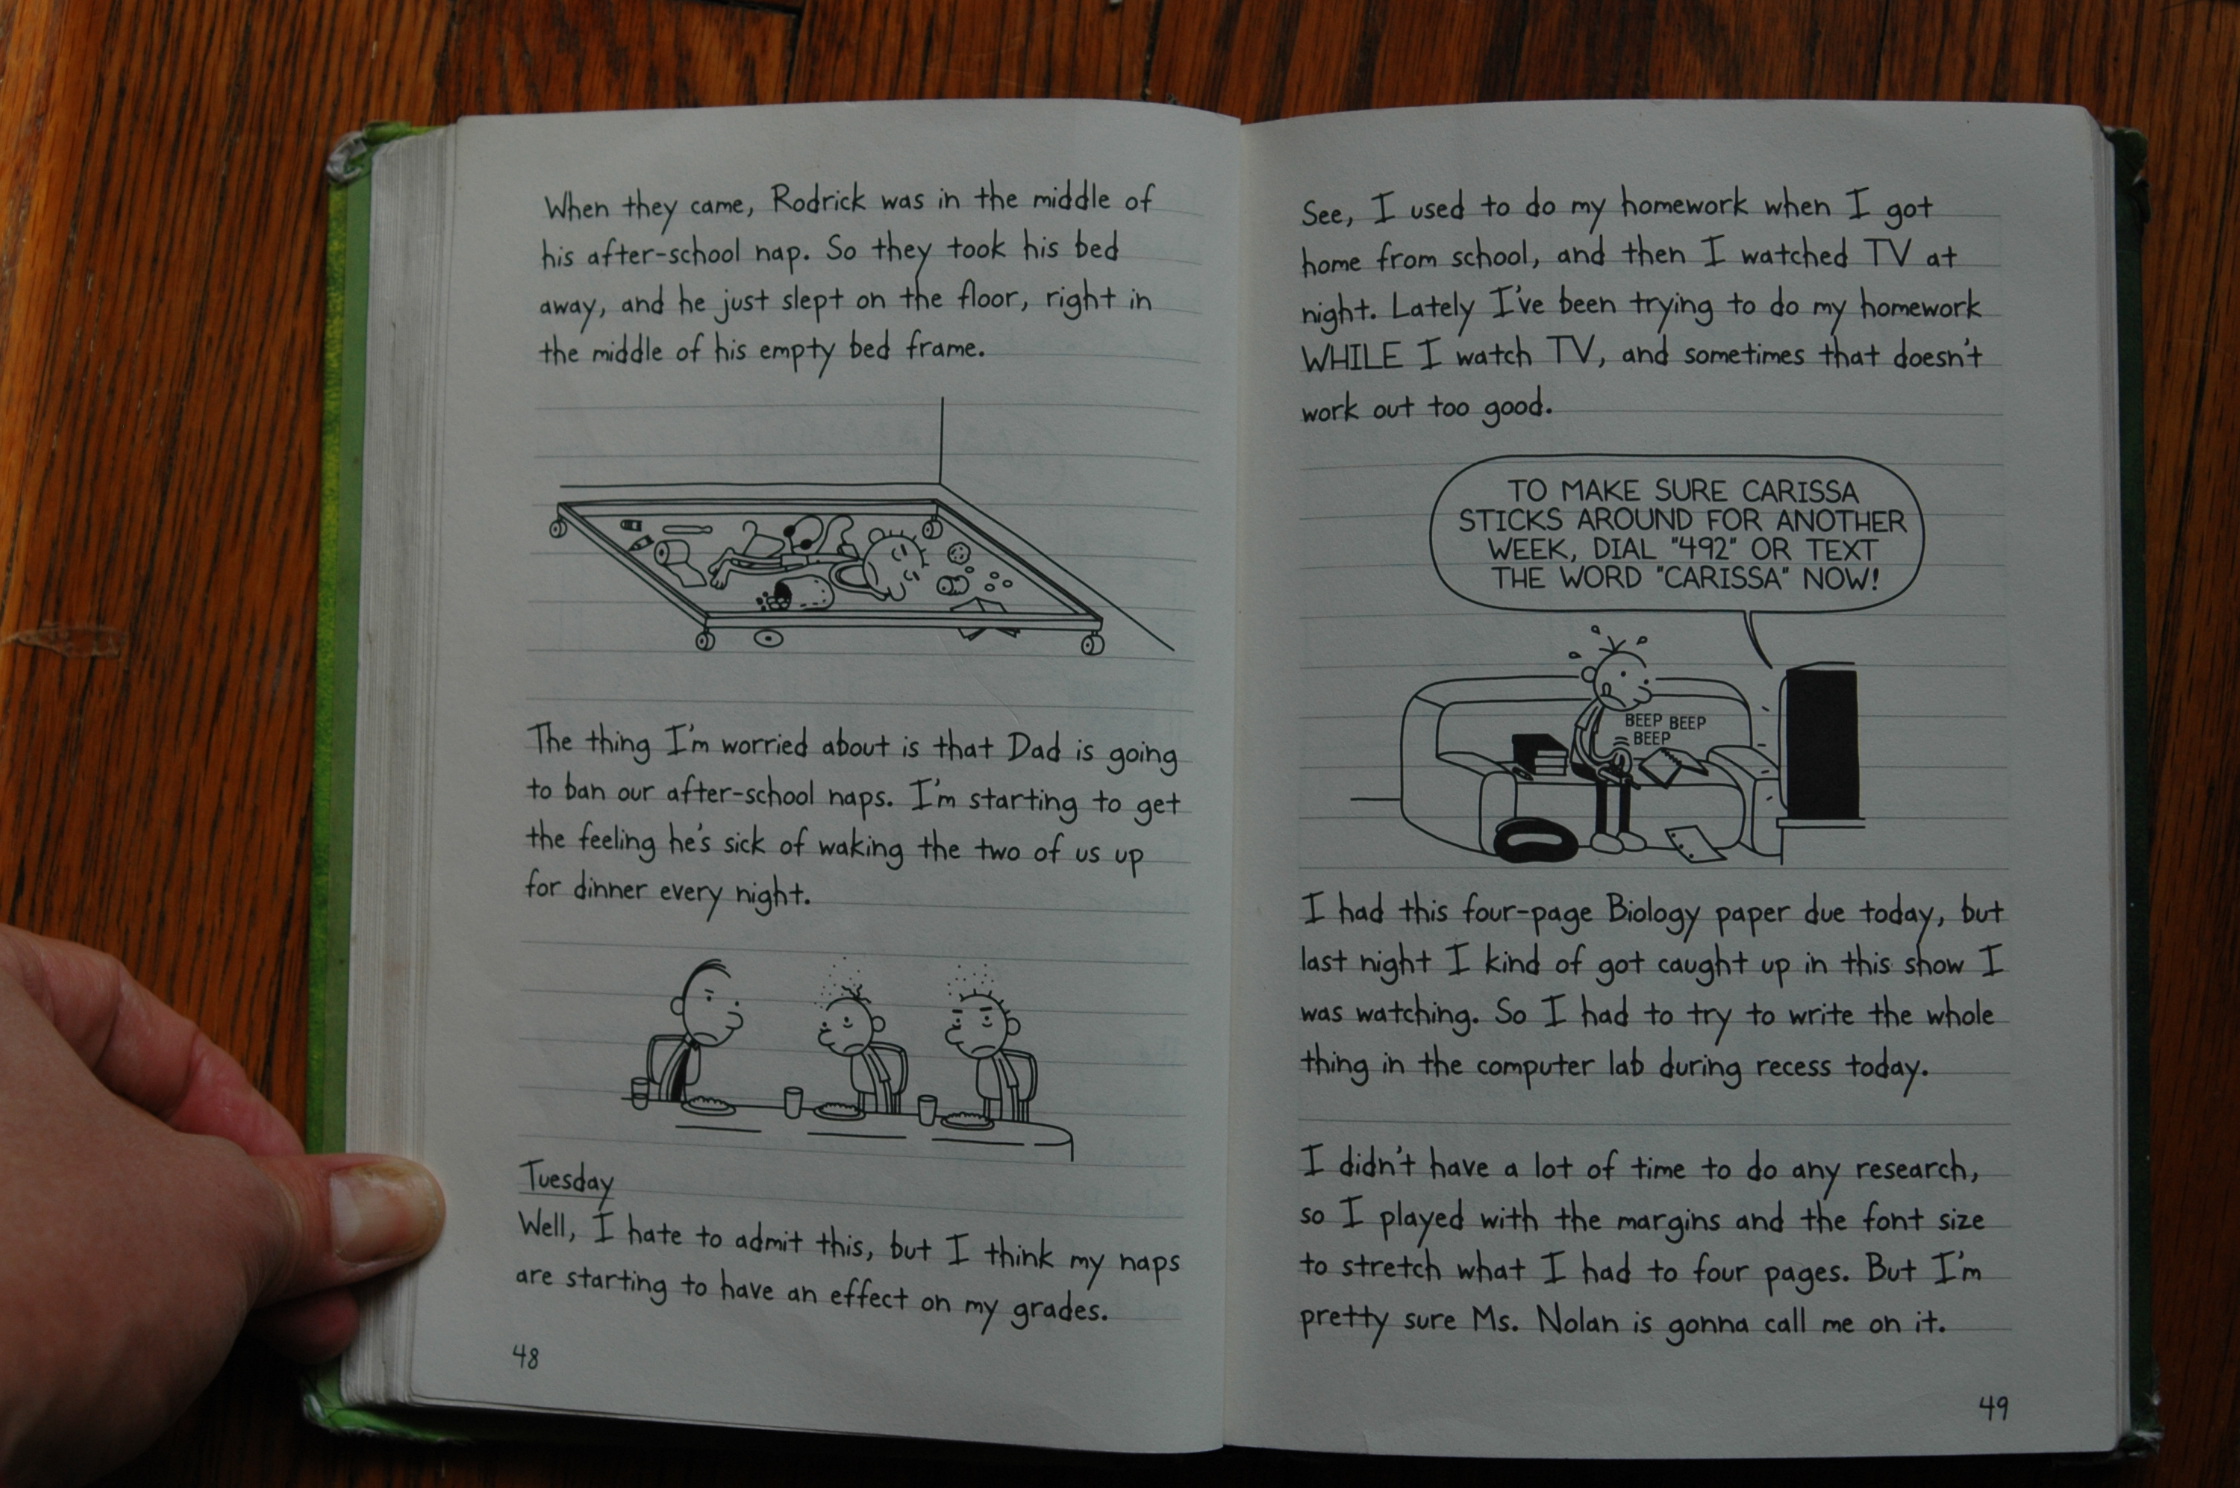 When they came, Rodrick was in the middle of
his after-school nap. So they took his bed
away, and he just slept on the floor, right in
the middle of his empty bed frame.
The thing I'm worried about is that Dad is going
to ban our after-school naps. I'm starting to get
the feeling he's sick of waking the two of us up
for dinner every night.
Tuesday
Well, I hate to admit this, but I think my naps
are starting to have an effect on my grades.
48
See, I used to do my homework when I got
home from school, and then I watched TV at
night. Lately I've been trying to do my homework
WHILE I watch TV, and sometimes that doesn't
work out too good.
TO MAKE SURE CARISSA
STICKS AROUND FOR ANOTHER
WEEK, DIAL "492" OR TEXT
THE WORD "CARISSA" NOW!
BEEP BEEP
BEEP
I had this four-page Biology paper due today, but
last night I kind of got caught up in this show I
was watching. So I had to try to write the whole
thing in the computer lab during recess today.
I didn't have a lot of time to do any research,
so I played with the margins and the font size
to stretch what I had to four pages. But I'm
pretty sure Ms. Nolan is gonna call me on it.
49